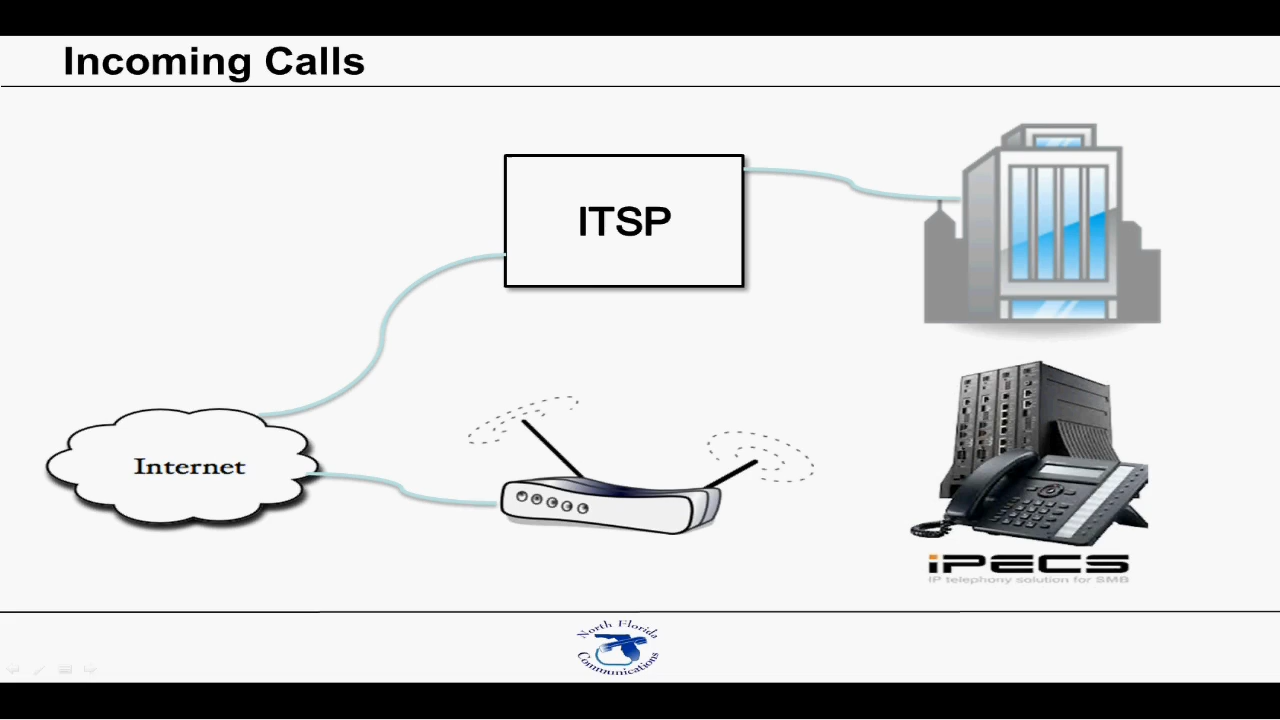 Incoming Calls
ITSP
Internet
iPECS
IP telephony solution for SMB
North Florida
Communications